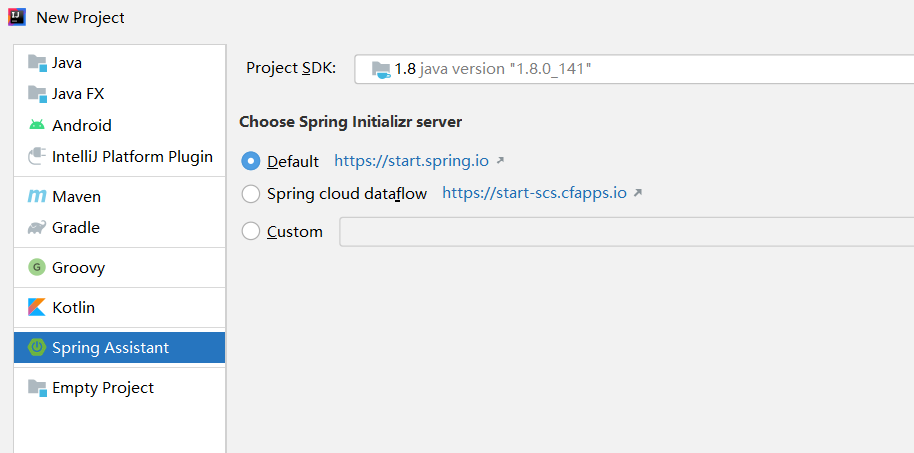 New Project
Java
Java FX
Android
IntelliJ Platform Plugin
Maven
Gradle
Groovy
Kotlin
Spring Assistant
Empty Project
Project SDK: 1.8 java version "1.8.0_141"
Choose Spring Initializr server
Default https://start.spring.io
Spring cloud dataflow https://start-scs.cfapps.io
Custom